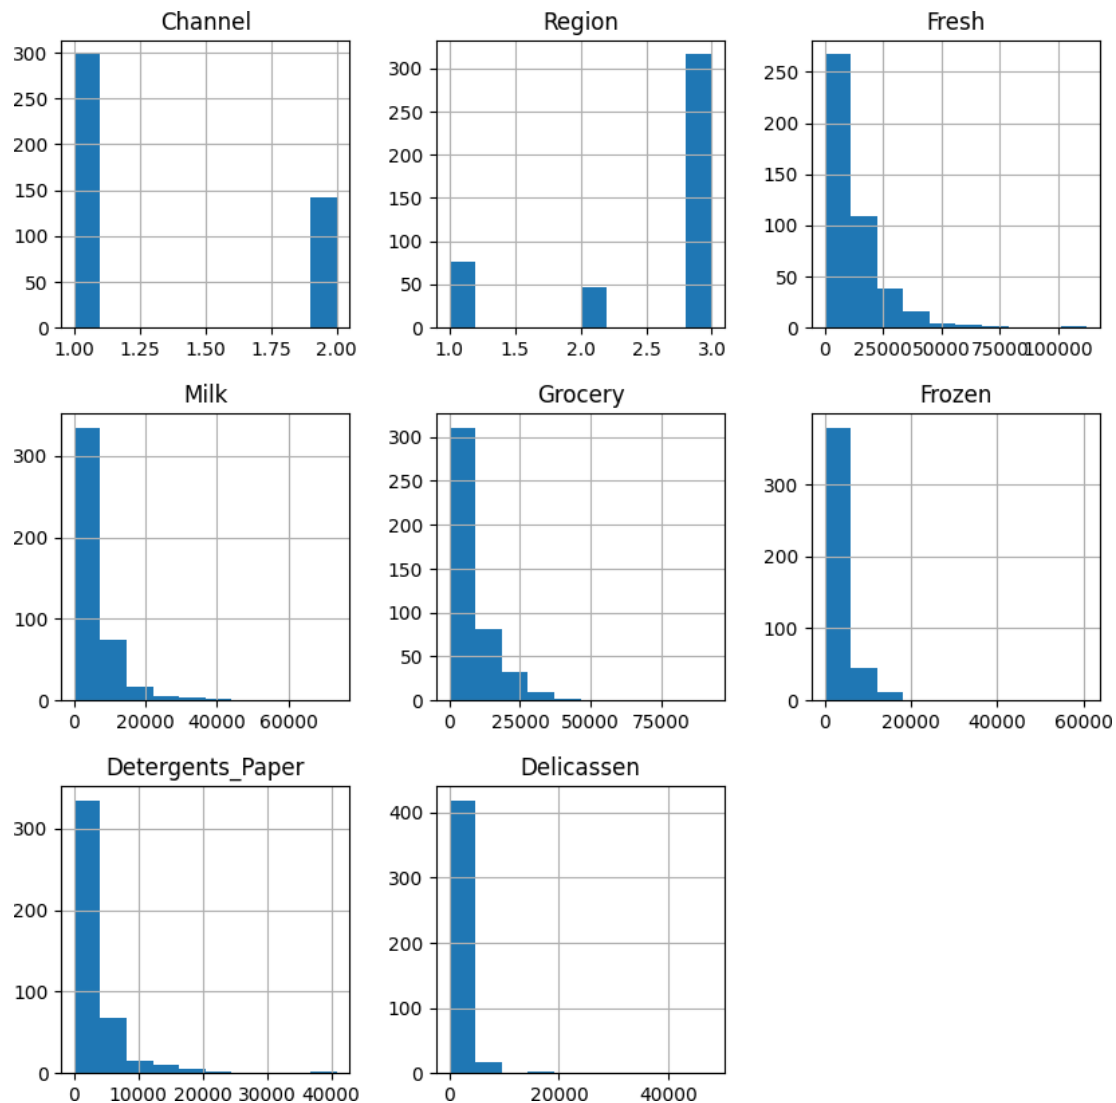 Channel
300
250
200
150
100
50
0
1.00 1.25 1.50 1.75 2.00
Region
300
250
200
150
100
50
0
1.0 1.5 2.0 2.5 3.0
Fresh
250
200
150
100
50
0
0 25000 50000 75000 100000
Milk
300
200
100
0
0 20000 40000 60000
Grocery
300
250
200
150
100
50
0
0 25000 50000 75000
Frozen
300
200
100
0
0 20000 40000 60000
Detergents_Paper
300
200
100
0
0 10000 20000 30000 40000
Delicassen
400
300
200
100
0
0 20000 40000